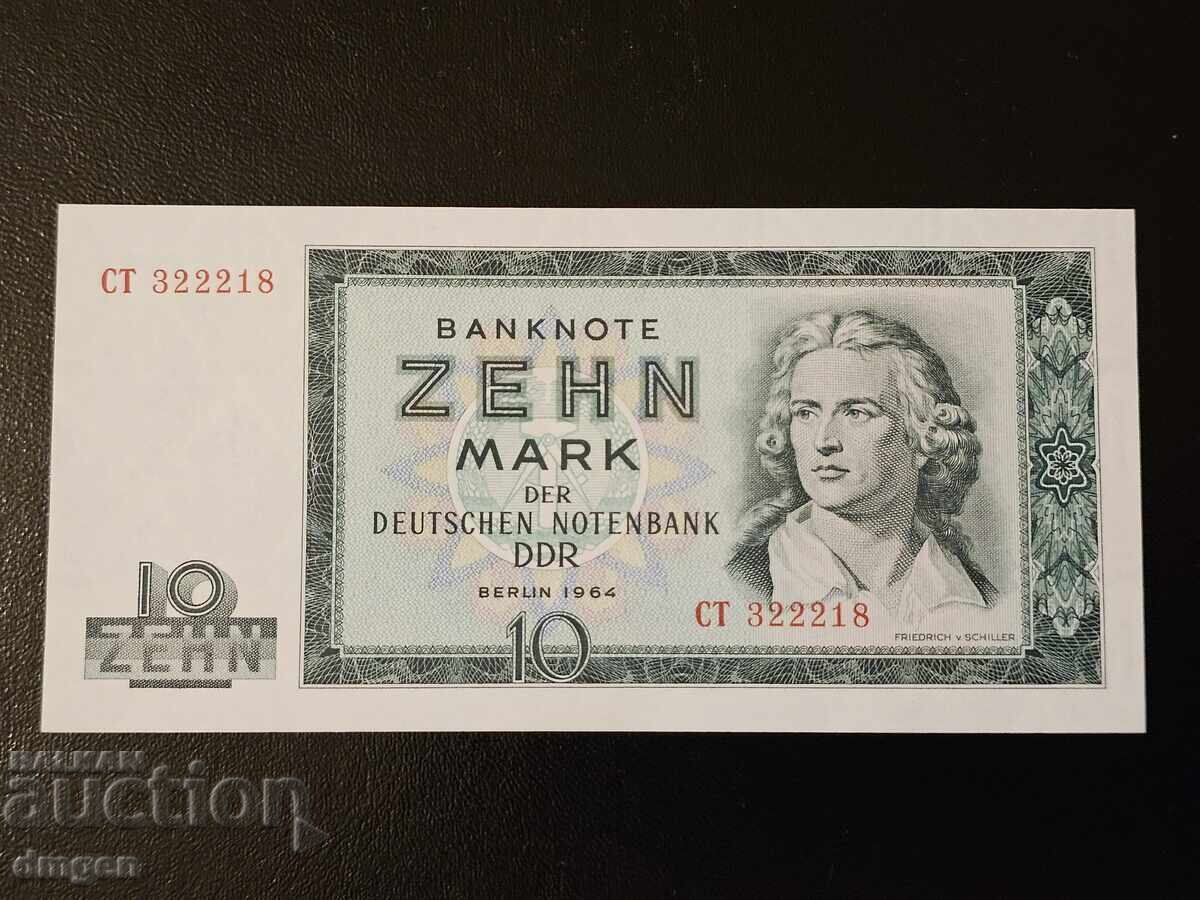 CT 322218
BANKNOTE
ZEHN
MARK
DER
DEUTSCHEN NOTENBANK
DDR
BERLIN 1964
10
CT 322218
FRIEDRICH v. SCHILLER
10
ZEHN
BALKAN
auction
dmgen